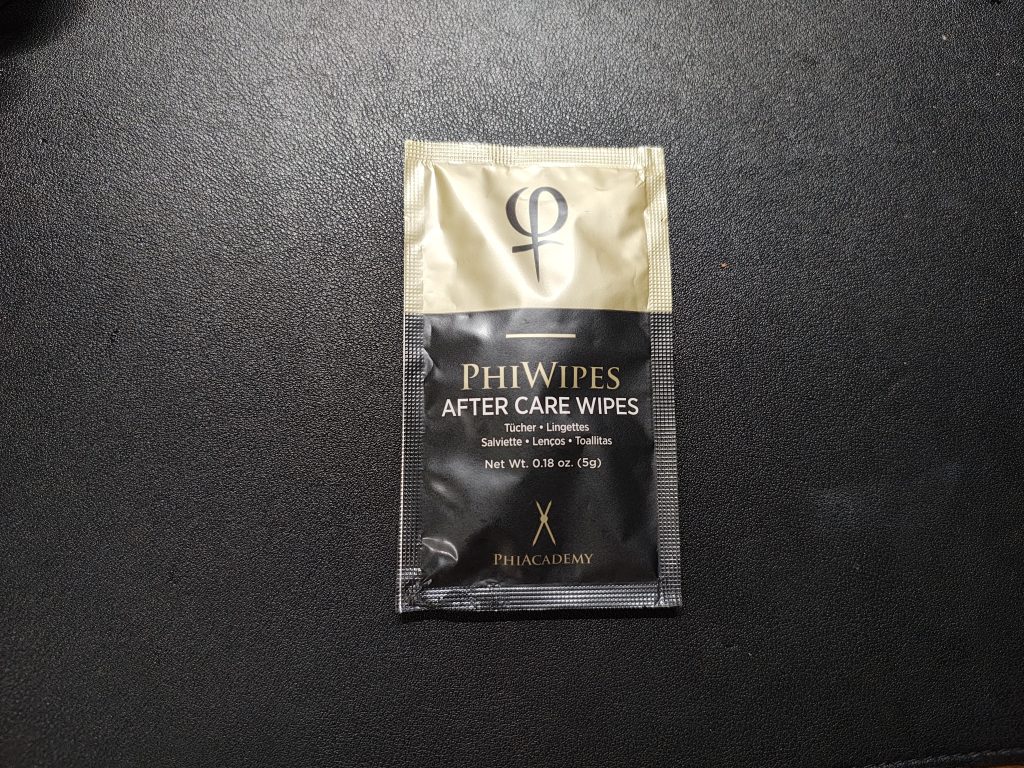 φ
PHIWIPES
AFTER CARE WIPES
Tücher • Lingettes
Salviette • Lenços • Toallitas
Net Wt. 0.18 oz. (5g)
PHIACADEMY